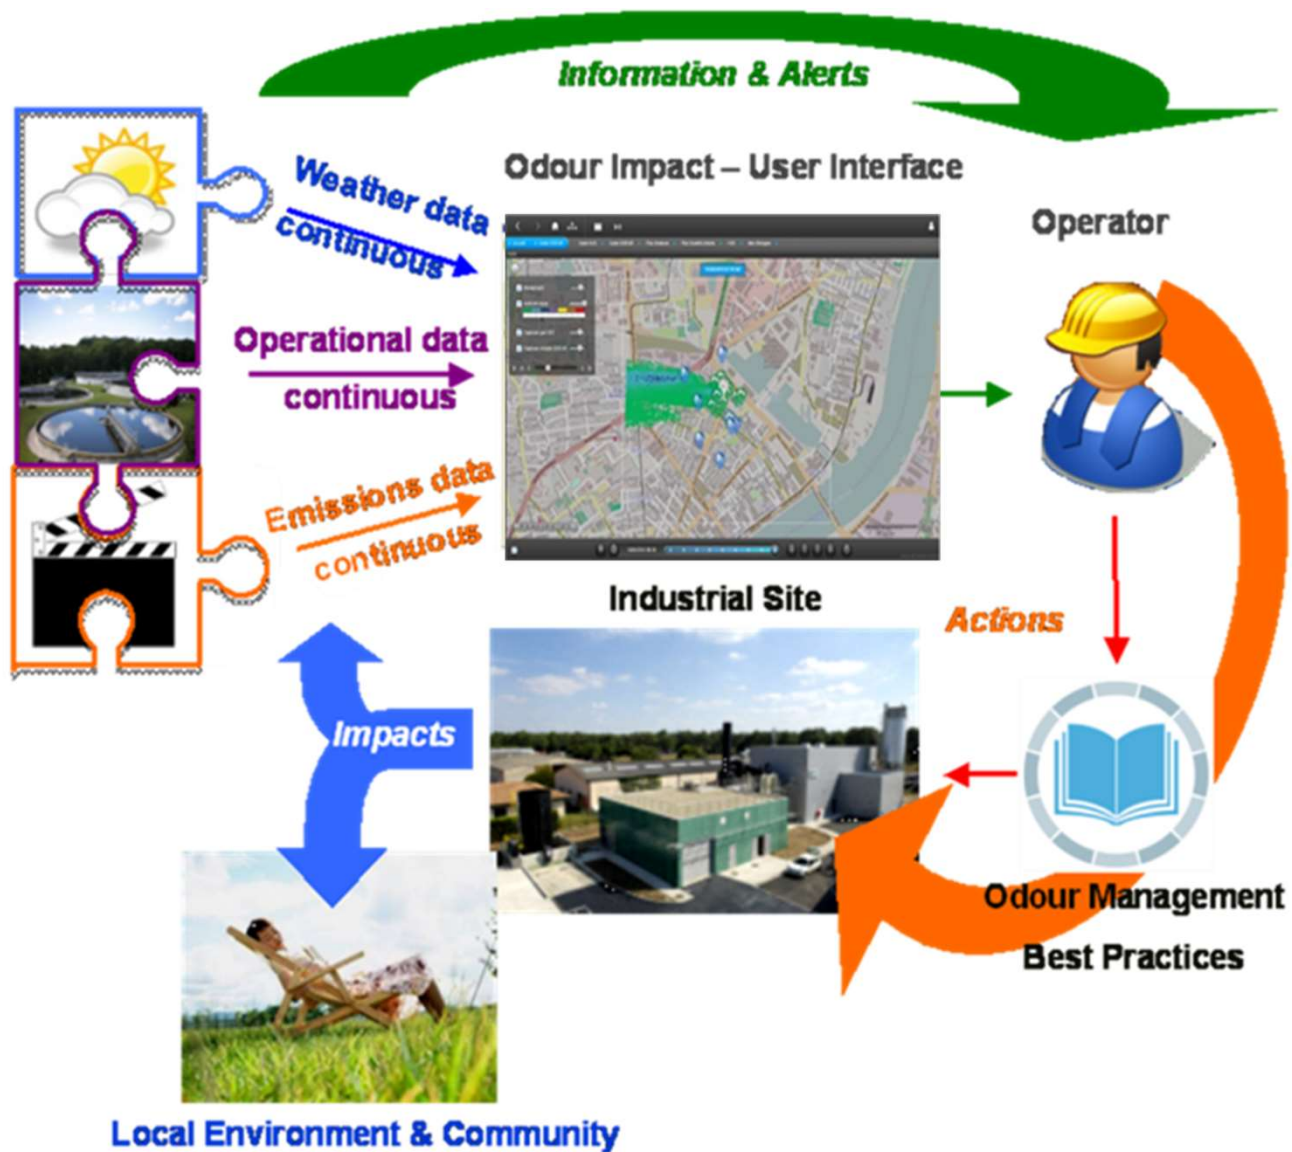 Information & Alerts
Weather data
continuous
Odour Impact – User Interface
Operator
Operational data
continuous
Emissions data
continuous
Industrial Site
Actions
Impacts
Odour Management
Best Practices
Local Environment & Community